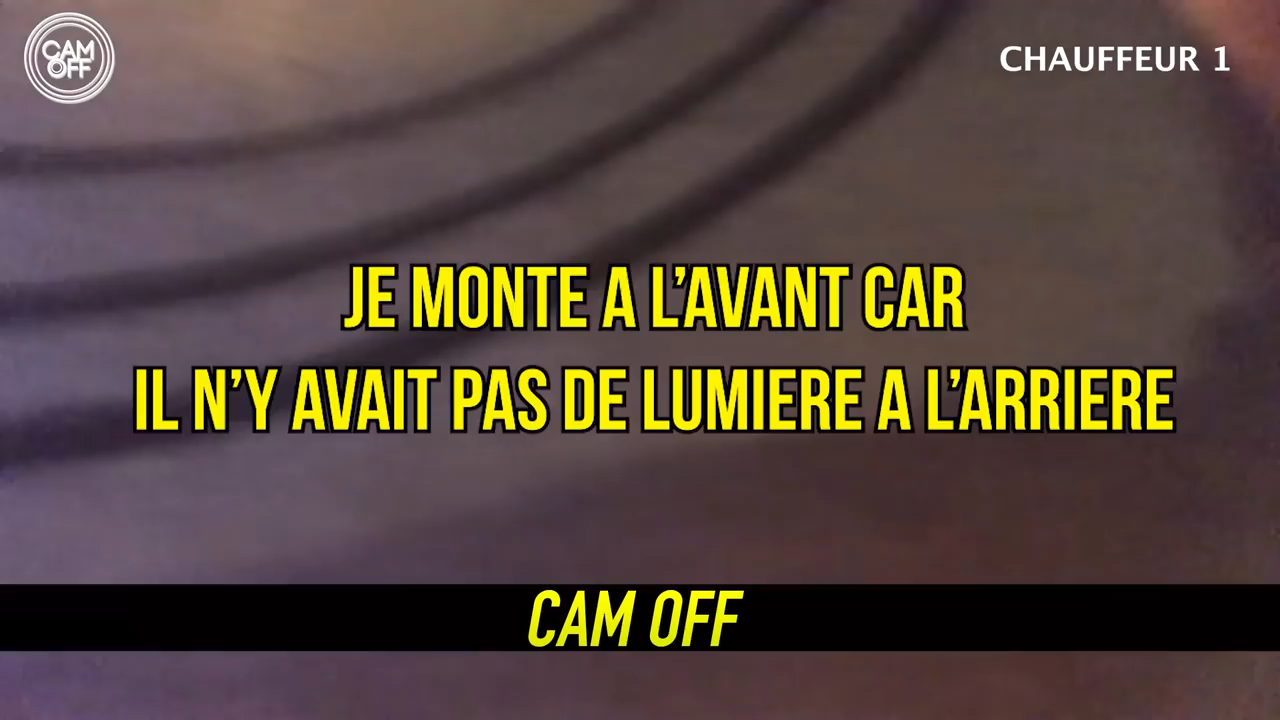 CAM
OFF
CHAUFFEUR 1
JE MONTE A L’AVANT CAR
IL N’Y AVAIT PAS DE LUMIERE A L’ARRIERE
CAM OFF